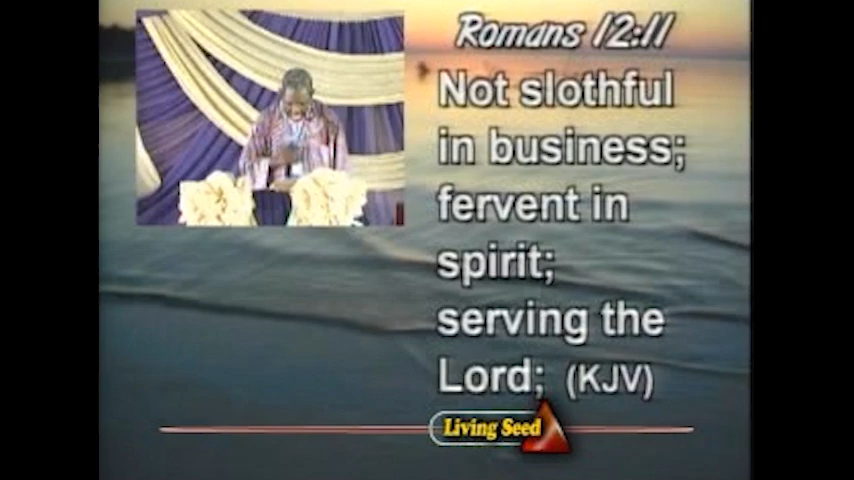 Romans 12:11
Not slothful
in business;
fervent in
spirit;
serving the
Lord; (KJV)
Living Seed